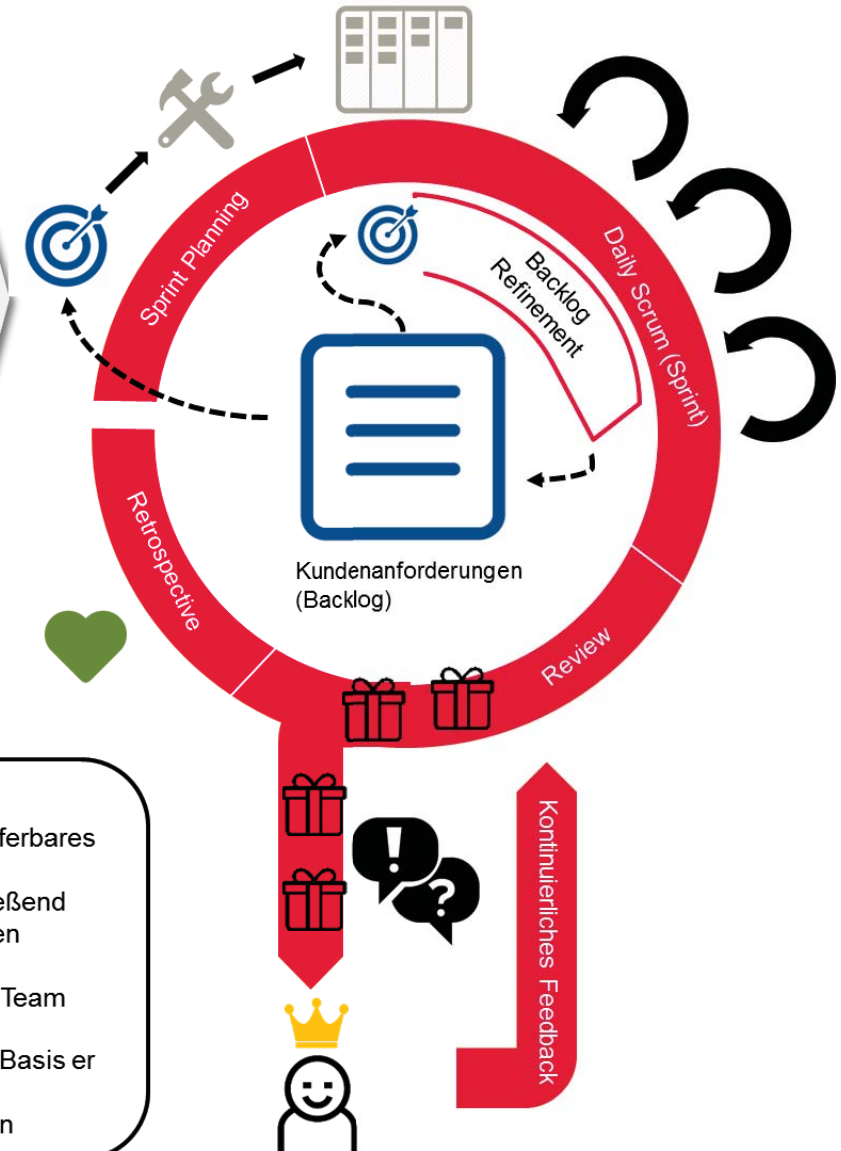 Sprint Planning
Daily Scrum (Sprint)
Backlog
Refinement
Kundenanforderungen
(Backlog)
Retrospective
Review
ferbares
eßend
en
Team
Basis er
n
!
?
Kontinuierliches Feedback